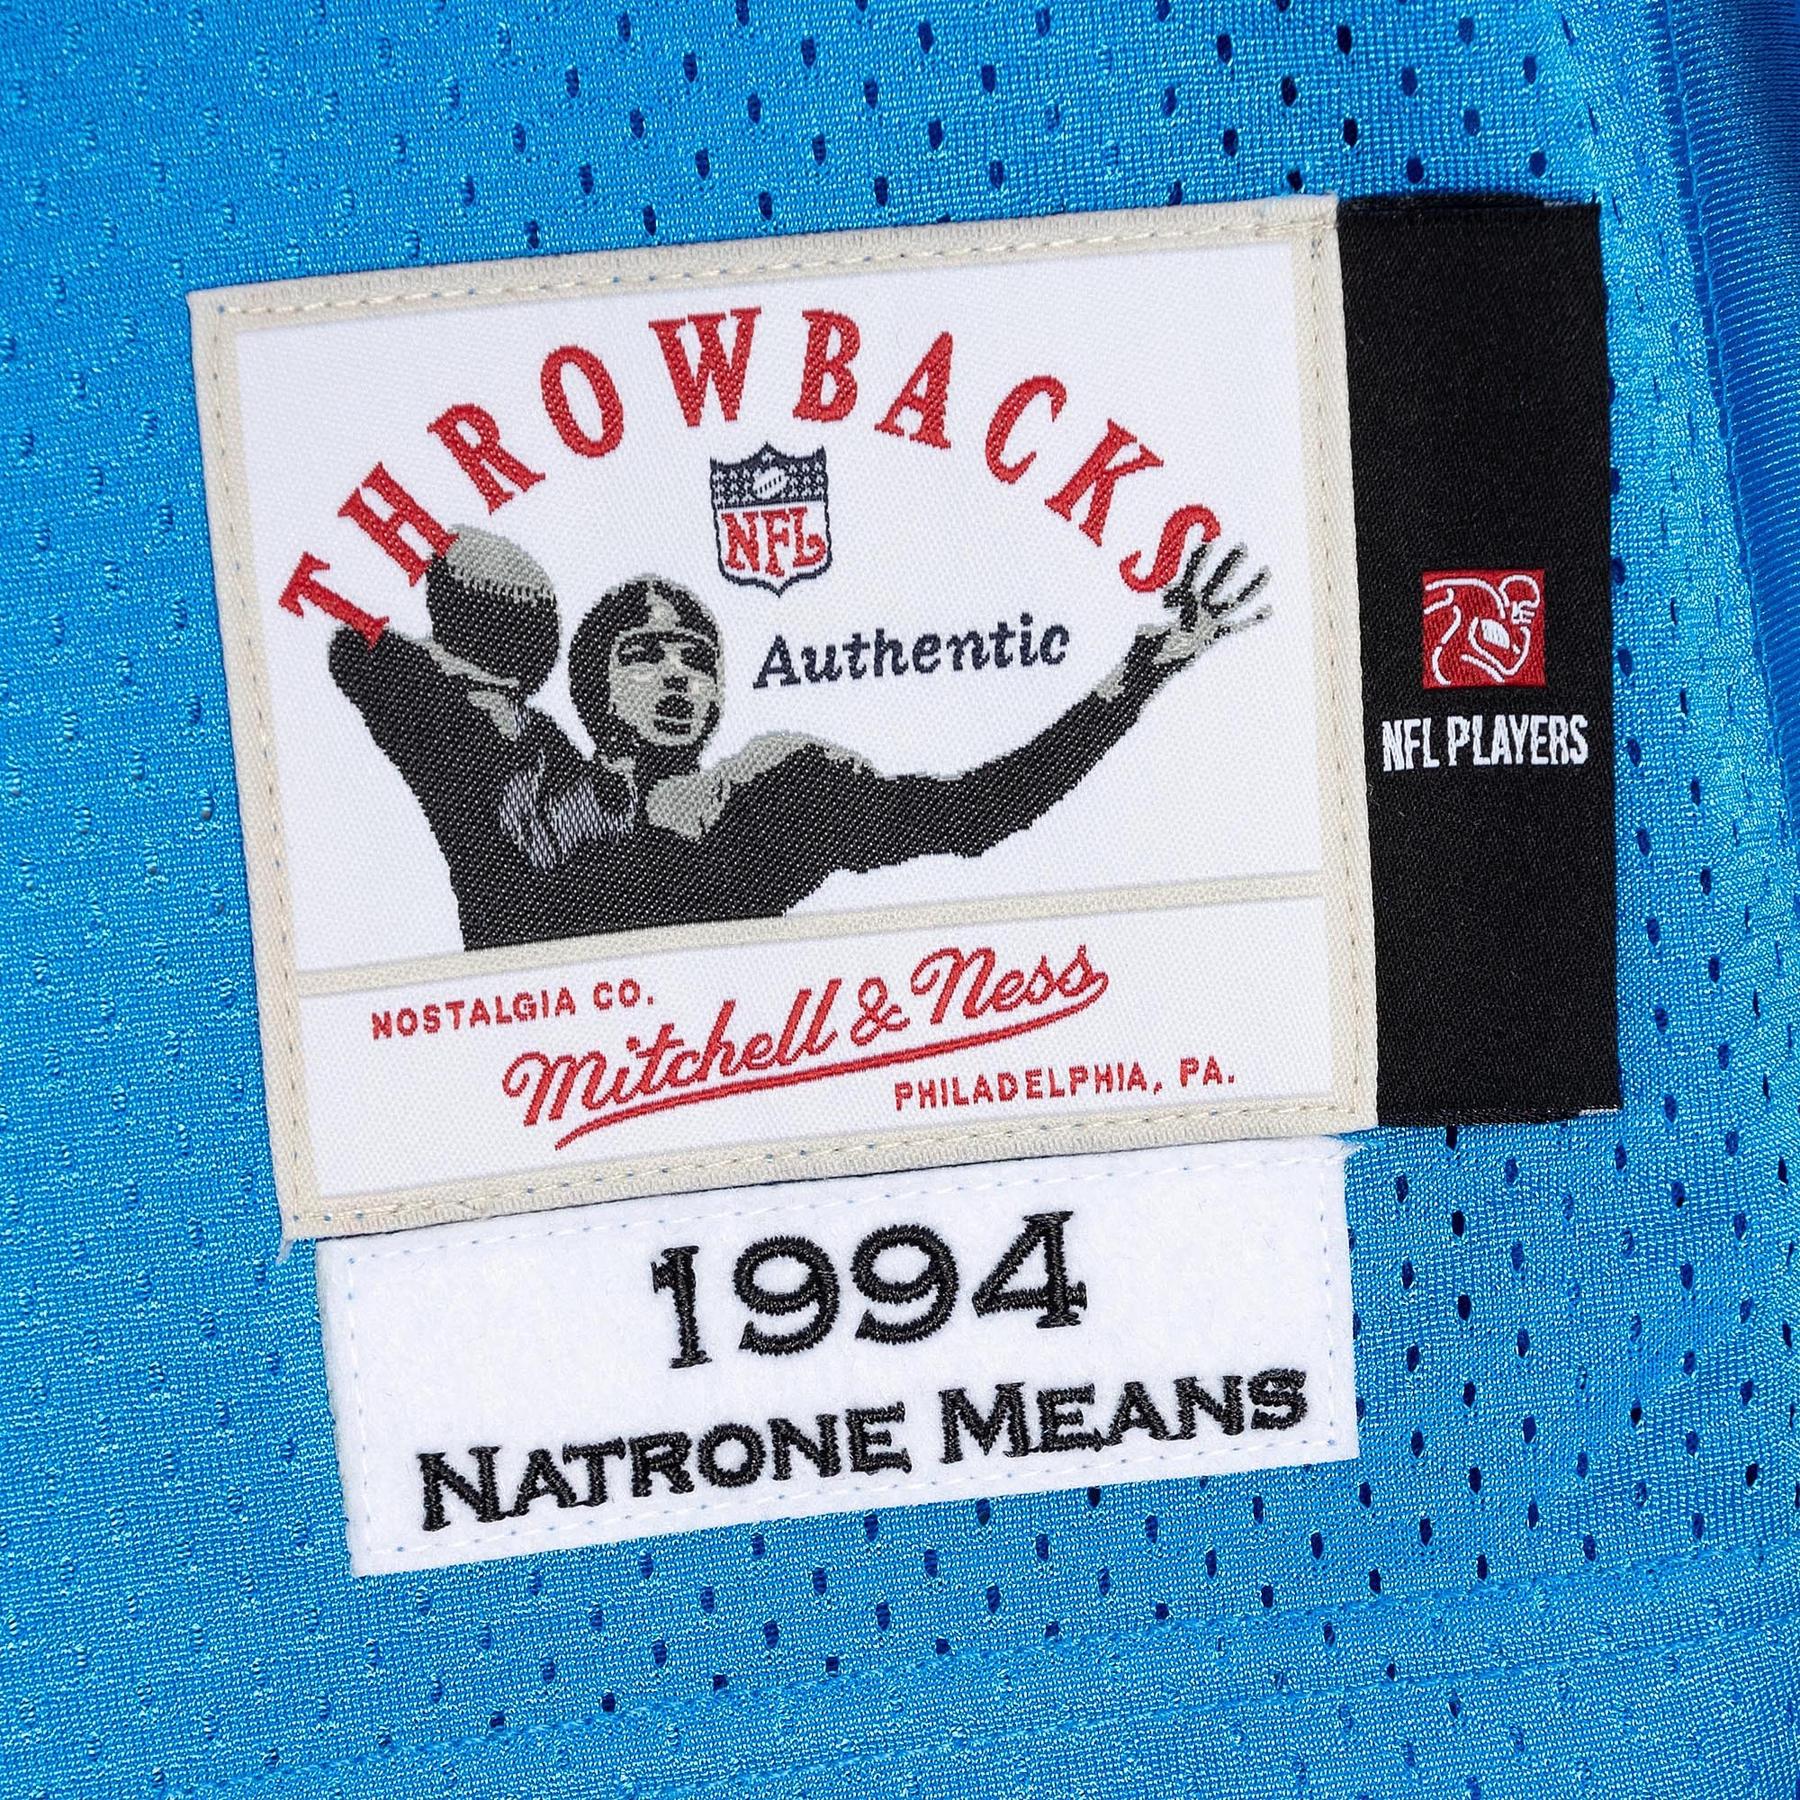 THROWBACKS
NFL
Authentic
NOSTALGIA CO.
Mitchell & Ness
PHILADELPHIA, PA.
NFL PLAYERS
1994
NATRONE MEANS